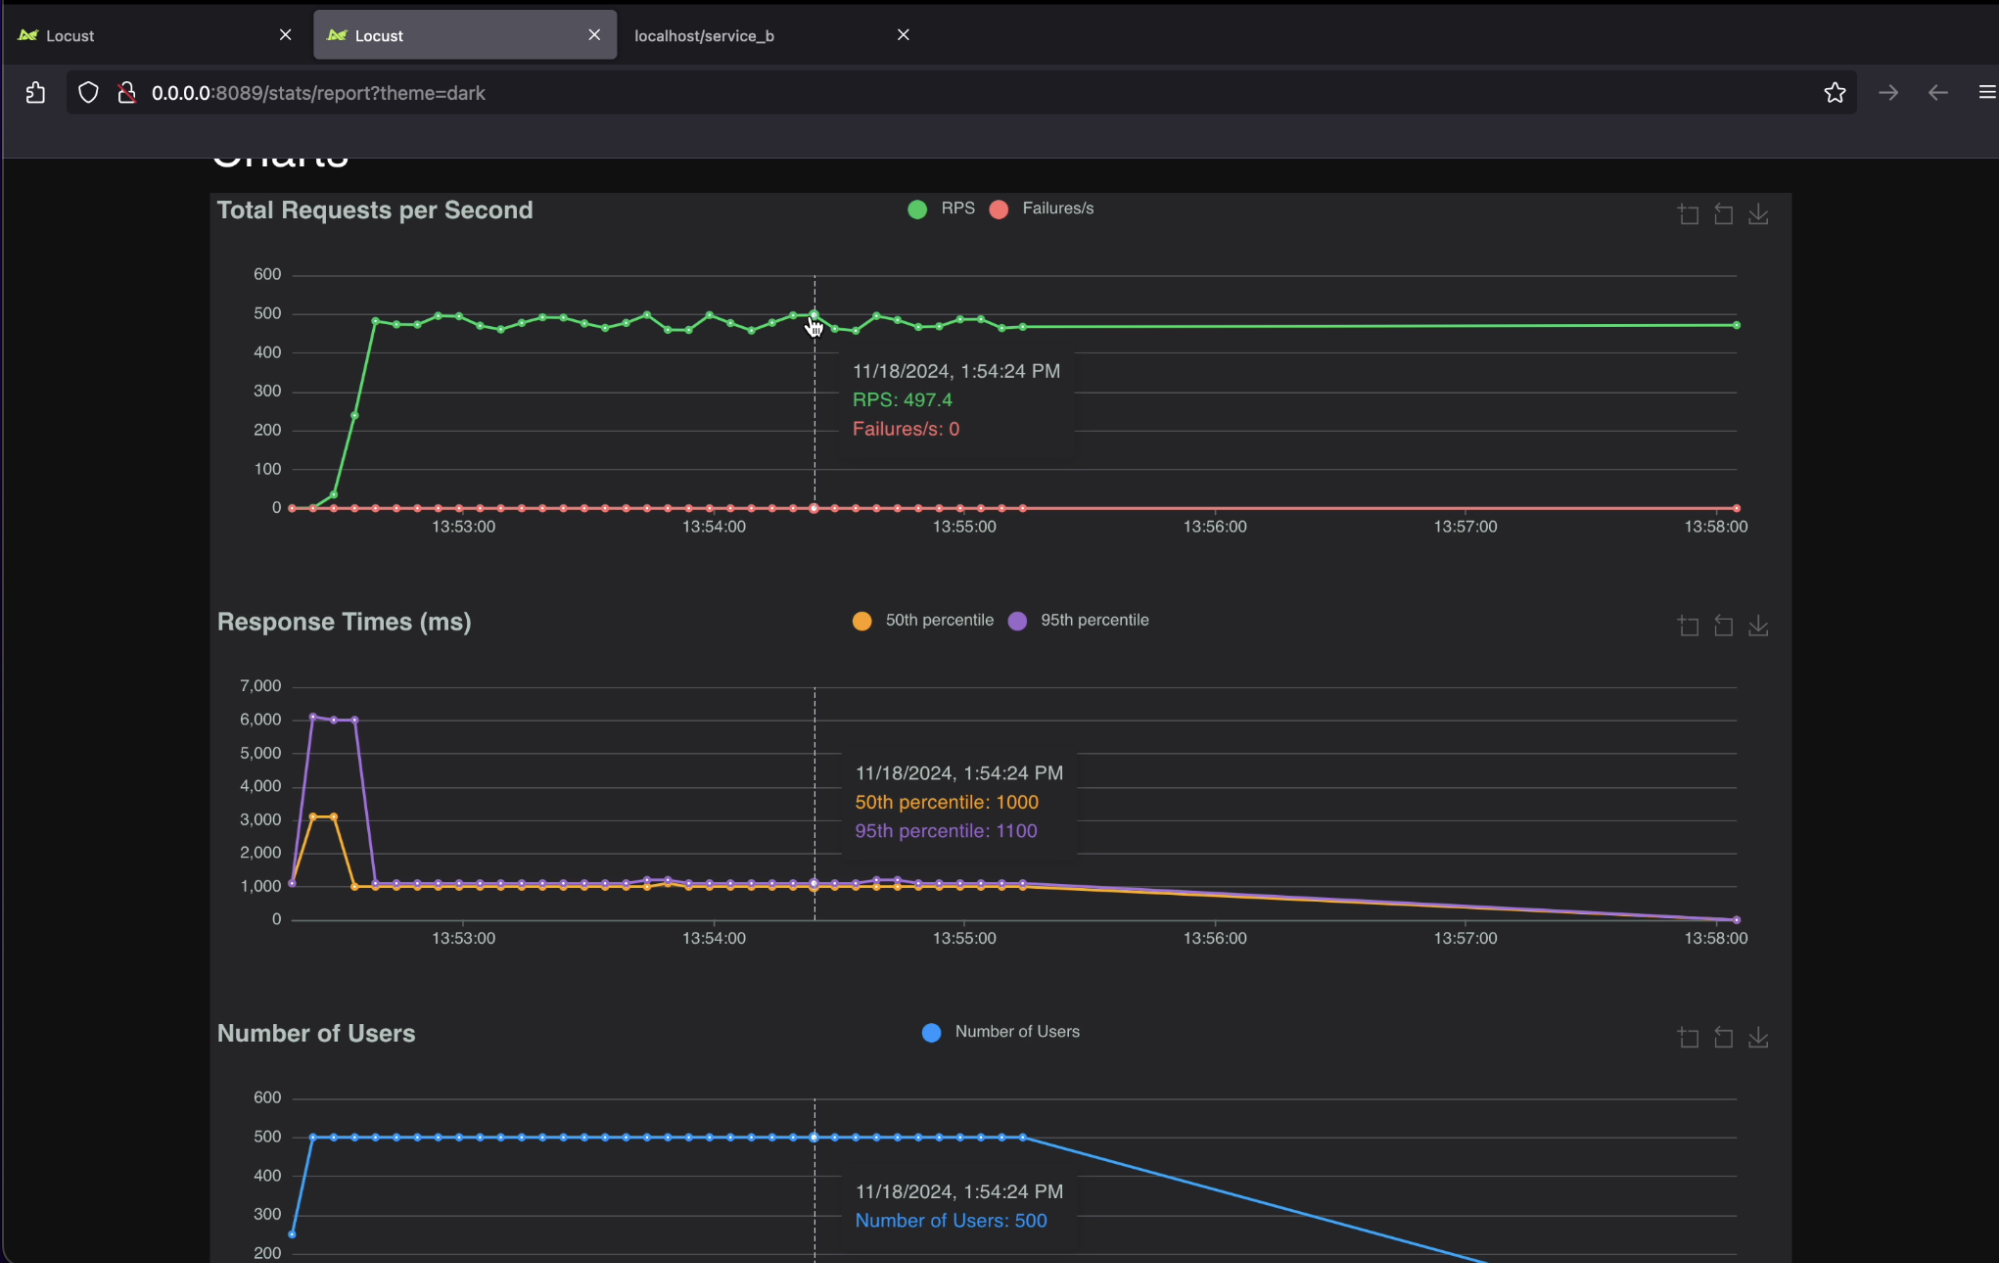 Locust
Locust
localhost/service_b
0.0.0.0:8089/stats/report?theme=dark
Charts
Total Requests per Second
RPS
Failures/s
600
500
400
300
200
100
0
11/18/2024, 1:54:24 PM
RPS: 497.4
Failures/s: 0
13:53:00
13:54:00
13:55:00
13:56:00
13:57:00
13:58:00
Response Times (ms)
50th percentile
95th percentile
7,000
6,000
5,000
4,000
3,000
2,000
1,000
0
11/18/2024, 1:54:24 PM
50th percentile: 1000
95th percentile: 1100
13:53:00
13:54:00
13:55:00
13:56:00
13:57:00
13:58:00
Number of Users
Number of Users
600
500
400
300
200
11/18/2024, 1:54:24 PM
Number of Users: 500